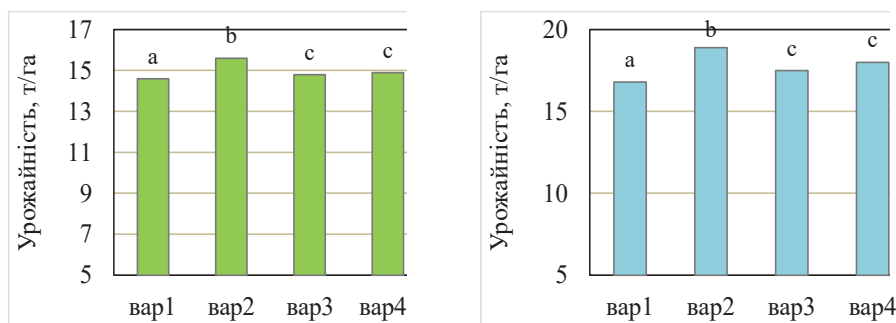 Урожайність, т/га
17
15
13
11
9
7
5
a
b
c
c
вар1 вар2 вар3 вар4
Урожайність, т/га
20
15
10
5
a
b
c
c
вар1 вар2 вар3 вар4